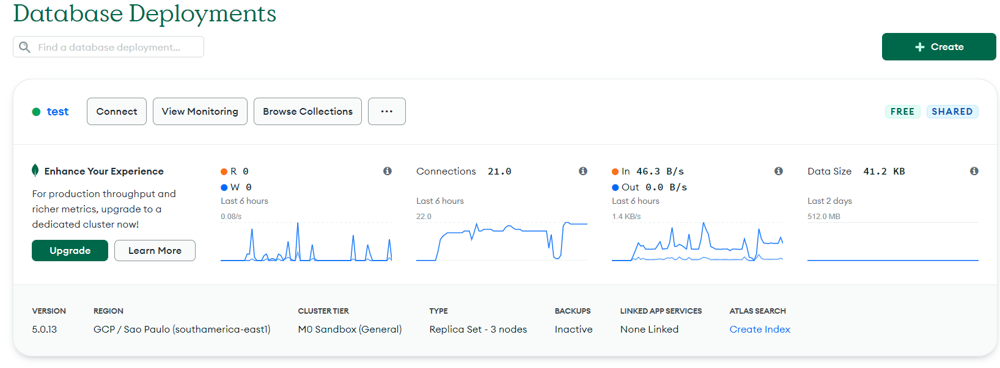 Database Deployments
Find a database deployment...
+ Create
test
Connect
View Monitoring
Browse Collections
...
FREE
SHARED
Enhance Your Experience
For production throughput and
richer metrics, upgrade to a
dedicated cluster now!
Upgrade
Learn More
R 0
W 0
Last 6 hours
0.08/s
Connections 21.0
Last 6 hours
22.0
In 46.3 B/s
Out 0.0 B/s
Last 6 hours
1.4 KB/s
Data Size 41.2 KB
Last 2 days
512.0 MB
VERSION
5.0.13
REGION
GCP / Sao Paulo (southamerica-east1)
CLUSTER TIER
M0 Sandbox (General)
TYPE
Replica Set - 3 nodes
BACKUPS
Inactive
LINKED APP SERVICES
None Linked
ATLAS SEARCH
Create Index